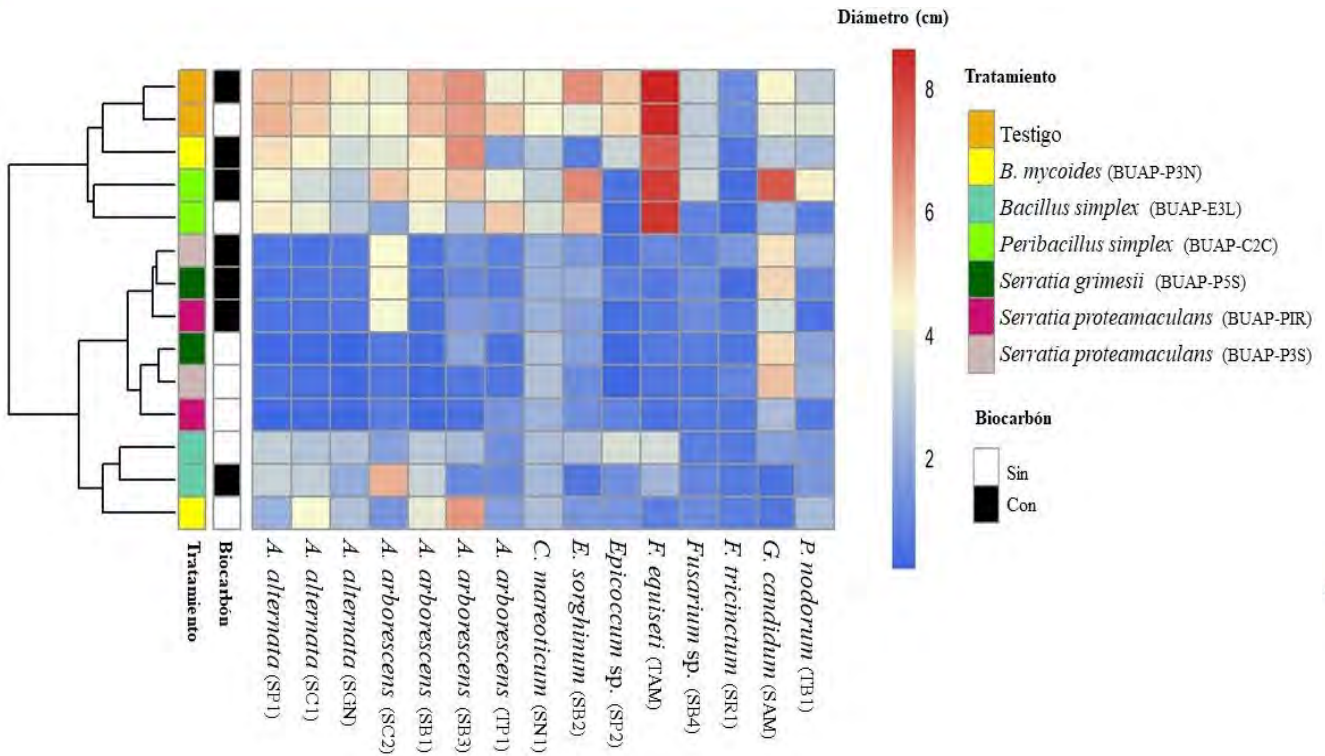 Diámetro (cm)
8
6
4
2
Tratamiento
Testigo
B. mycoides (BUAP-P3N)
Bacillus simplex (BUAP-E3L)
Peribacillus simplex (BUAP-C2C)
Serratia grimesii (BUAP-P5S)
Serratia proteamaculans (BUAP-PIR)
Serratia proteamaculans (BUAP-P3S)
Biocarbón
Sin
Con
Tratamiento
Biocarbón
A. alternata (SP1)
A. alternata (SC1)
A. alternata (SGN)
A. arborescens (SC2)
A. arborescens (SB1)
A. arborescens (SB3)
A. arborescens (TP1)
C. mareoticum (SN1)
E. sorghinum (SB2)
Epicoccum sp. (SP2)
F. equiseti (TAM)
Fusarium sp. (SB4)
F. tricinctum (SR1)
G. candidum (SAM)
P. nodorum (TB1)